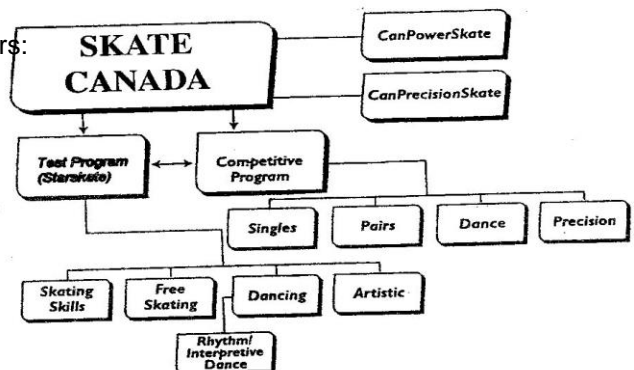 rs:
SKATE
CANADA
CanPowerSkate
CanPrecisionSkate
Test Program
(Starskate)
Competitive
Program
Singles
Pairs
Dance
Precision
Skating
Skills
Free
Skating
Dancing
Artistic
Rhythm/
Interpretive
Dance